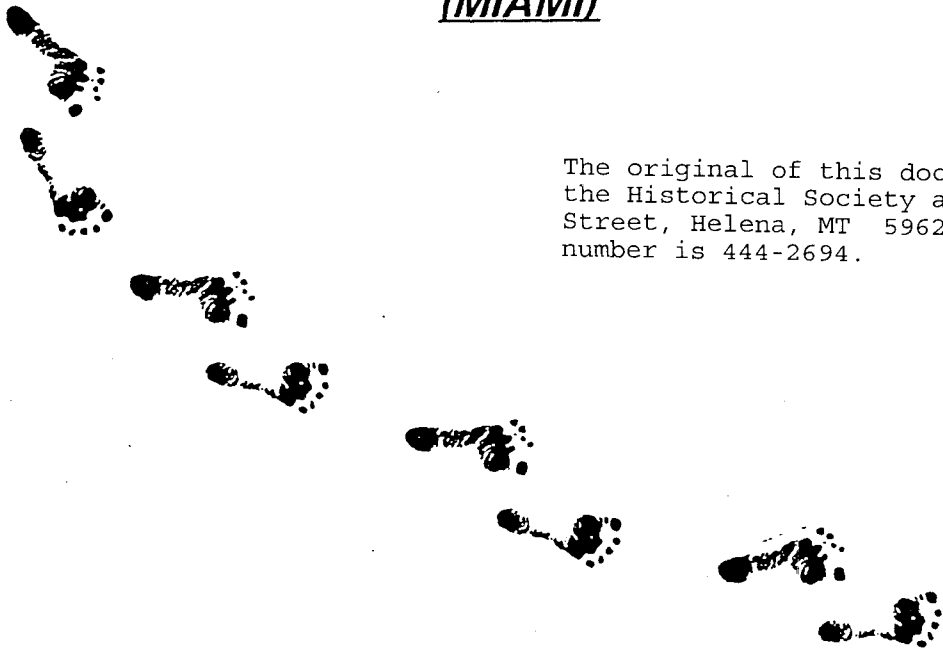 (MIAMI)
The original of this doc
the Historical Society a
Street, Helena, MT 5962
number is 444-2694.